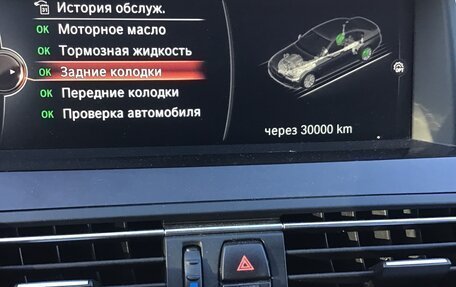 История обслуж.
OK Моторное масло
OK Тормозная жидкость
OK Задние колодки
OK Передние колодки
OK Проверка автомобиля
через 30000 km